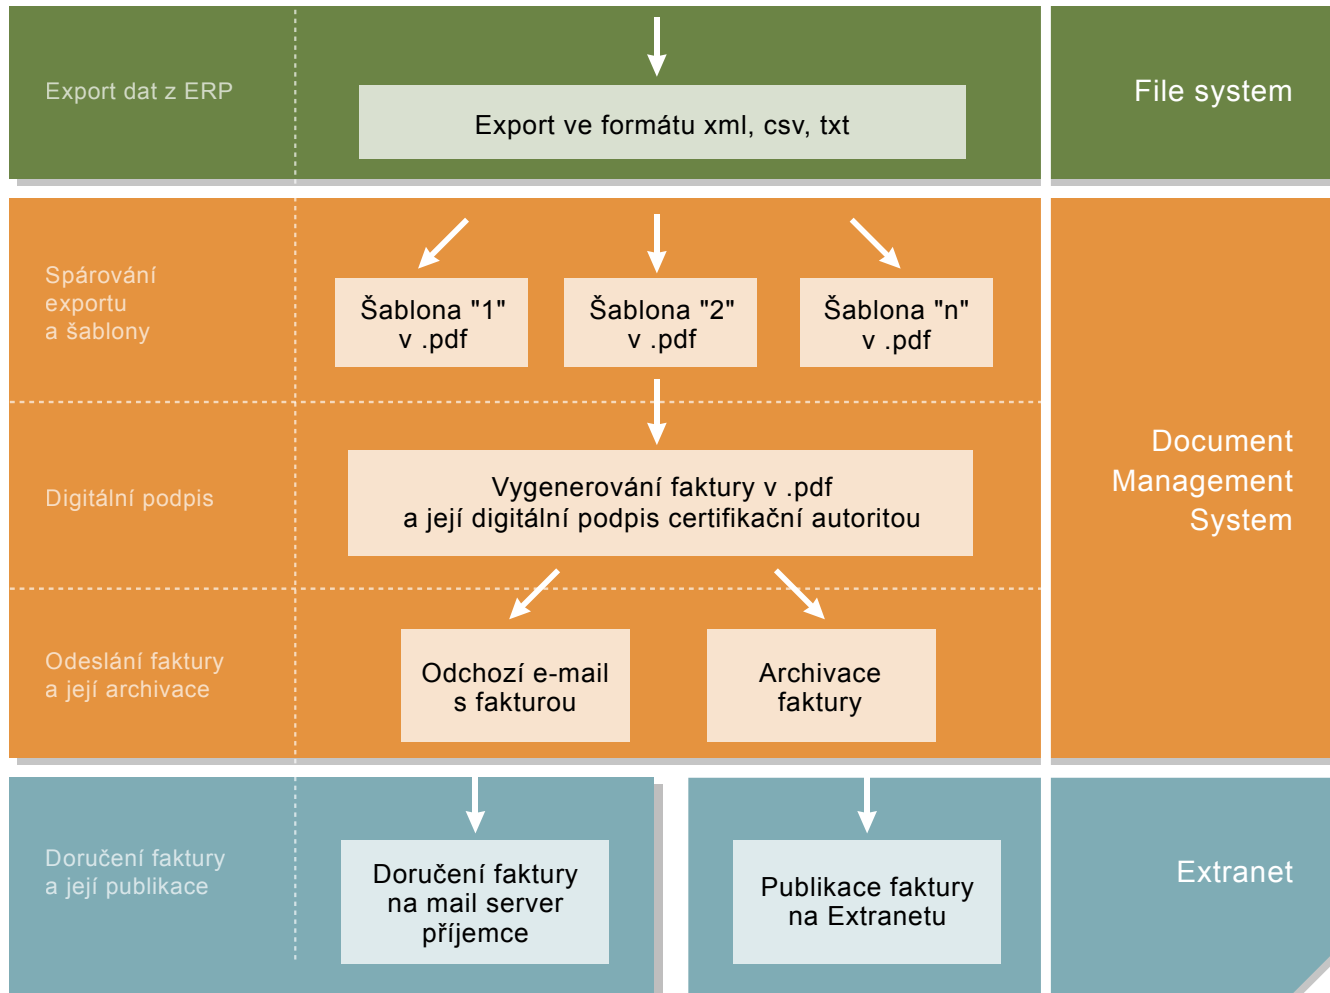 Export dat z ERP
Export ve formátu xml, csv, txt
File system
Spárování
exportu
a šablony
Šablona "1"
v .pdf
Šablona "2"
v .pdf
Šablona "n"
v .pdf
Digitální podpis
Vygenerování faktury v .pdf
a její digitální podpis certifikační autoritou
Document
Management
System
Odeslání faktury
a její archivace
Odchozí e-mail
s fakturou
Archivace
faktury
Doručení faktury
a její publikace
Doručení faktury
na mail server
příjemce
Publikace faktury
na Extranetu
Extranet